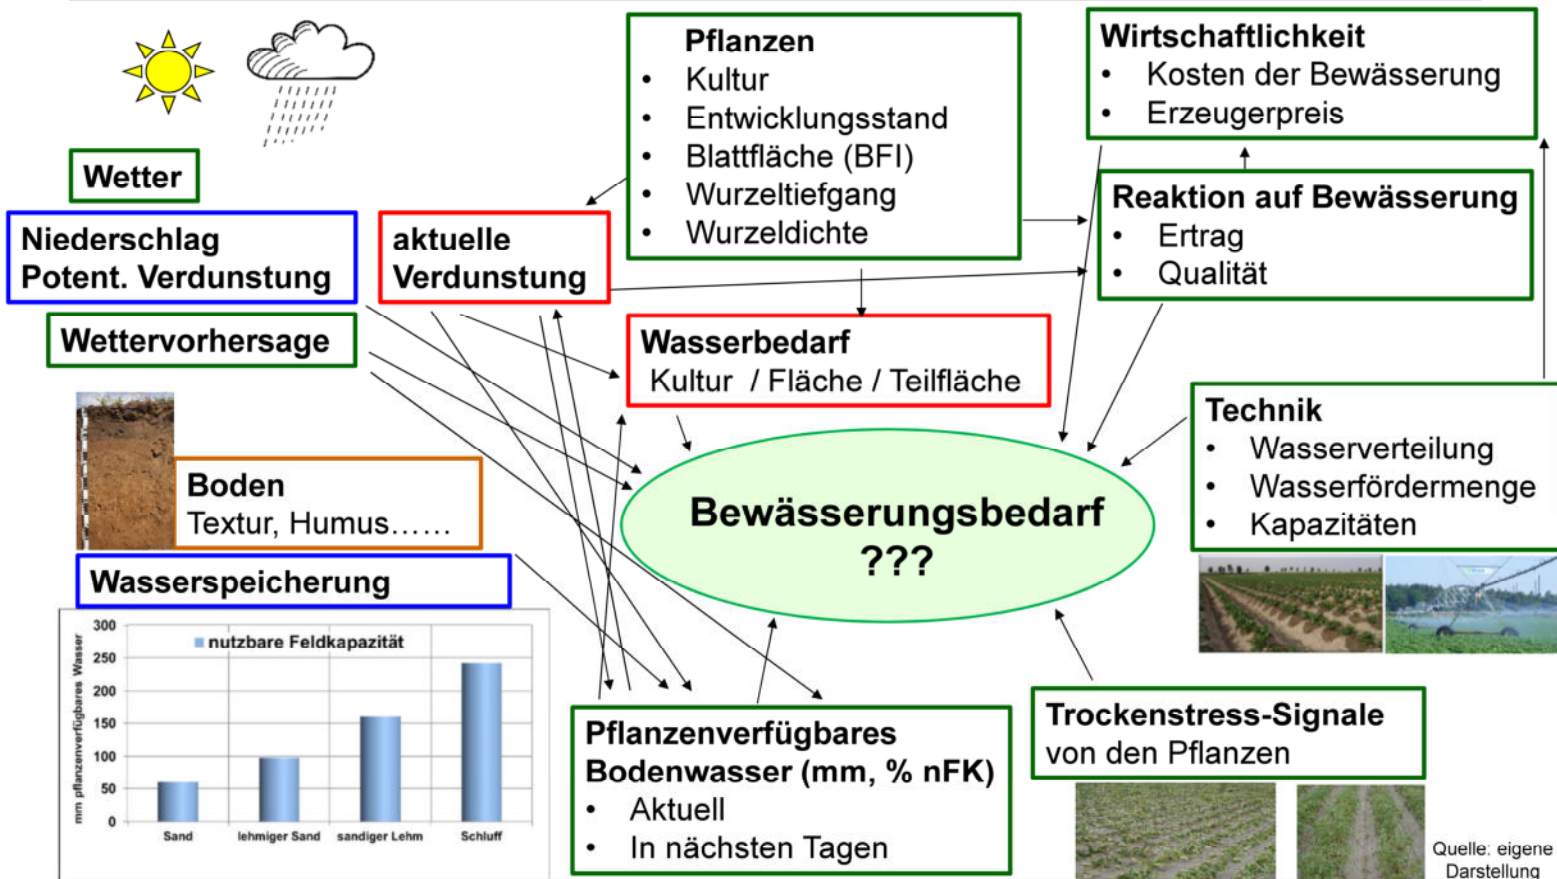 Pflanzen
• Kultur
• Entwicklungsstand
• Blattfläche (BFI)
• Wurzeltiefgang
• Wurzeldichte
Wirtschaftlichkeit
• Kosten der Bewässerung
• Erzeugerpreis
Wetter
Niederschlag
Potent. Verdunstung
aktuelle
Verdunstung
Reaktion auf Bewässerung
• Ertrag
• Qualität
Wettervorhersage
Wasserbedarf
Kultur / Fläche / Teilfläche
Technik
• Wasserverteilung
• Wasserfördermenge
• Kapazitäten
Boden
Textur, Humus……
Bewässerungsbedarf
???
Wasserspeicherung
mm pflanzenverfügbares Wasser
nutzbare Feldkapazität
300
250
200
150
100
50
0
Sand lehmiger Sand sandiger Lehm Schluff
Pflanzenverfügbares
Bodenwasser (mm, % nFK)
• Aktuell
• In nächsten Tagen
Trockenstress-Signale
von den Pflanzen
Quelle: eigene
Darstellung